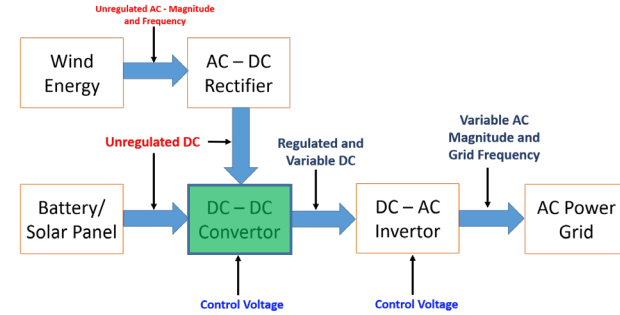 Unregulated AC - Magnitude
and Frequency
Wind
Energy
AC – DC
Rectifier
Unregulated DC
Regulated and
Variable DC
Variable AC
Magnitude and
Grid Frequency
Battery/
Solar Panel
DC – DC
Convertor
DC – AC
Invertor
AC Power
Grid
Control Voltage
Control Voltage